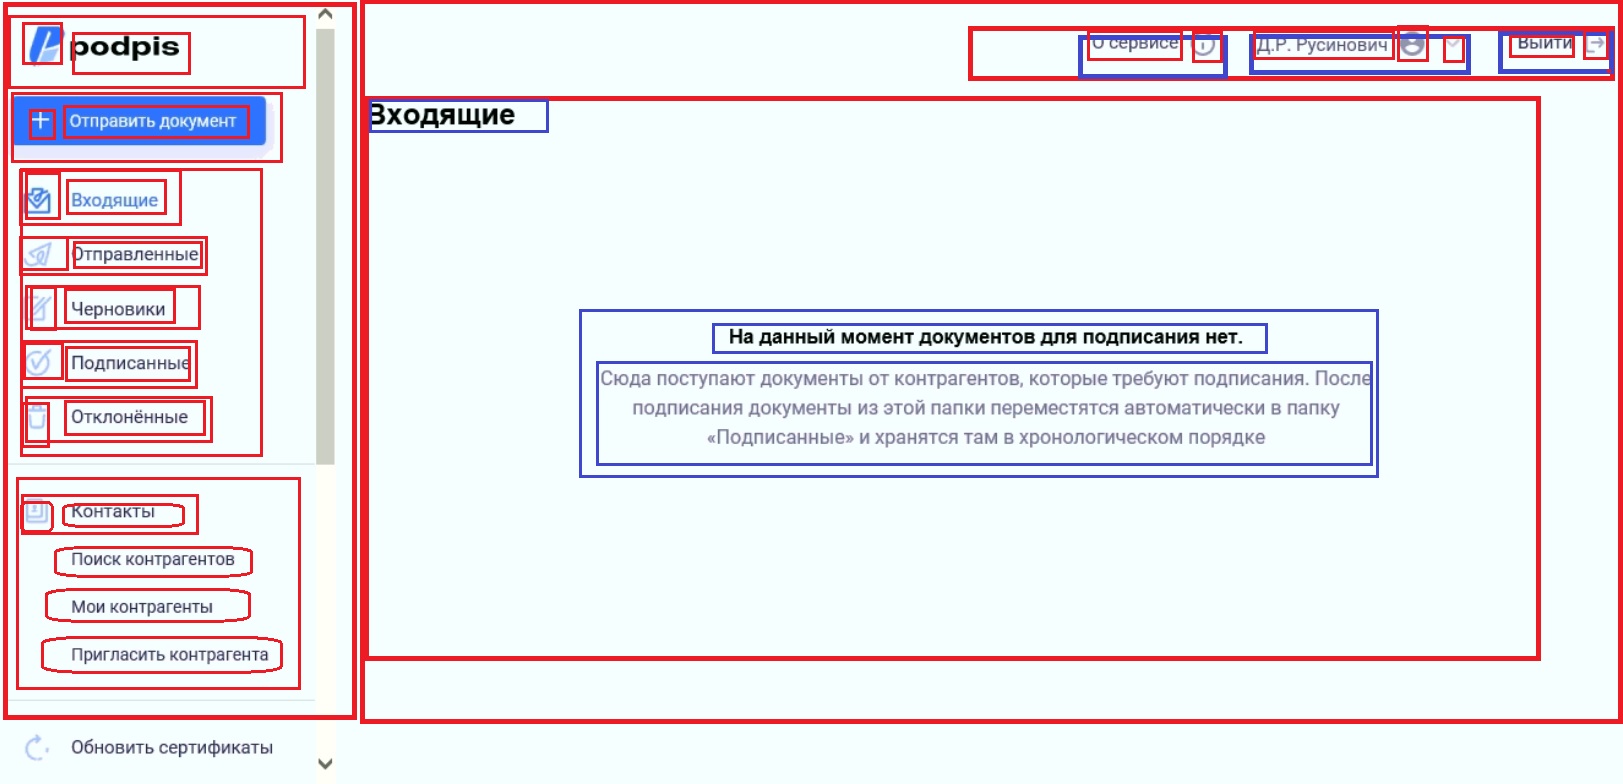 podpis
Отправить документ
Входящие
Отправленные
Черновики
Подписанные
Отклонённые
Контакты
Поиск контрагентов
Мои контрагенты
Пригласить контрагента
Обновить сертификаты
О сервисе
Д.Р. Русинович
Выйти
Входящие
На данный момент документов для подписания нет.
Сюда поступают документы от контрагентов, которые требуют подписания. После
подписания документы из этой папки переместятся автоматически в папку
«Подписанные» и хранятся там в хронологическом порядке